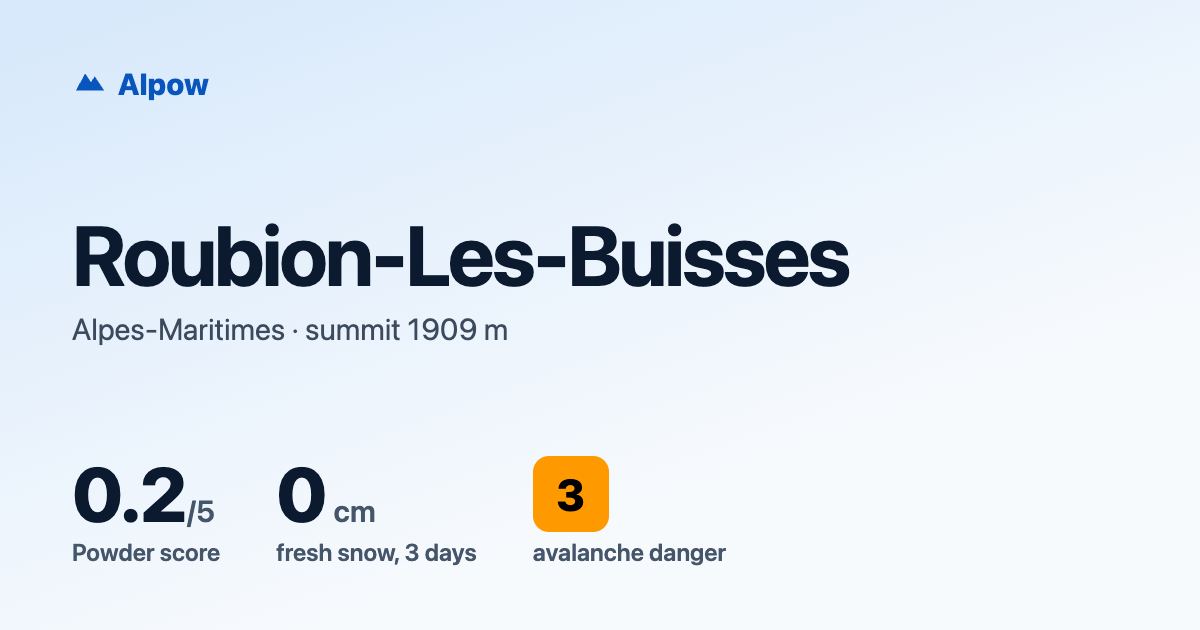 Alpow
Roubion-Les-Buisses
Alpes-Maritimes · summit 1909 m
0.2/5 0 cm 3
Powder score fresh snow, 3 days avalanche danger